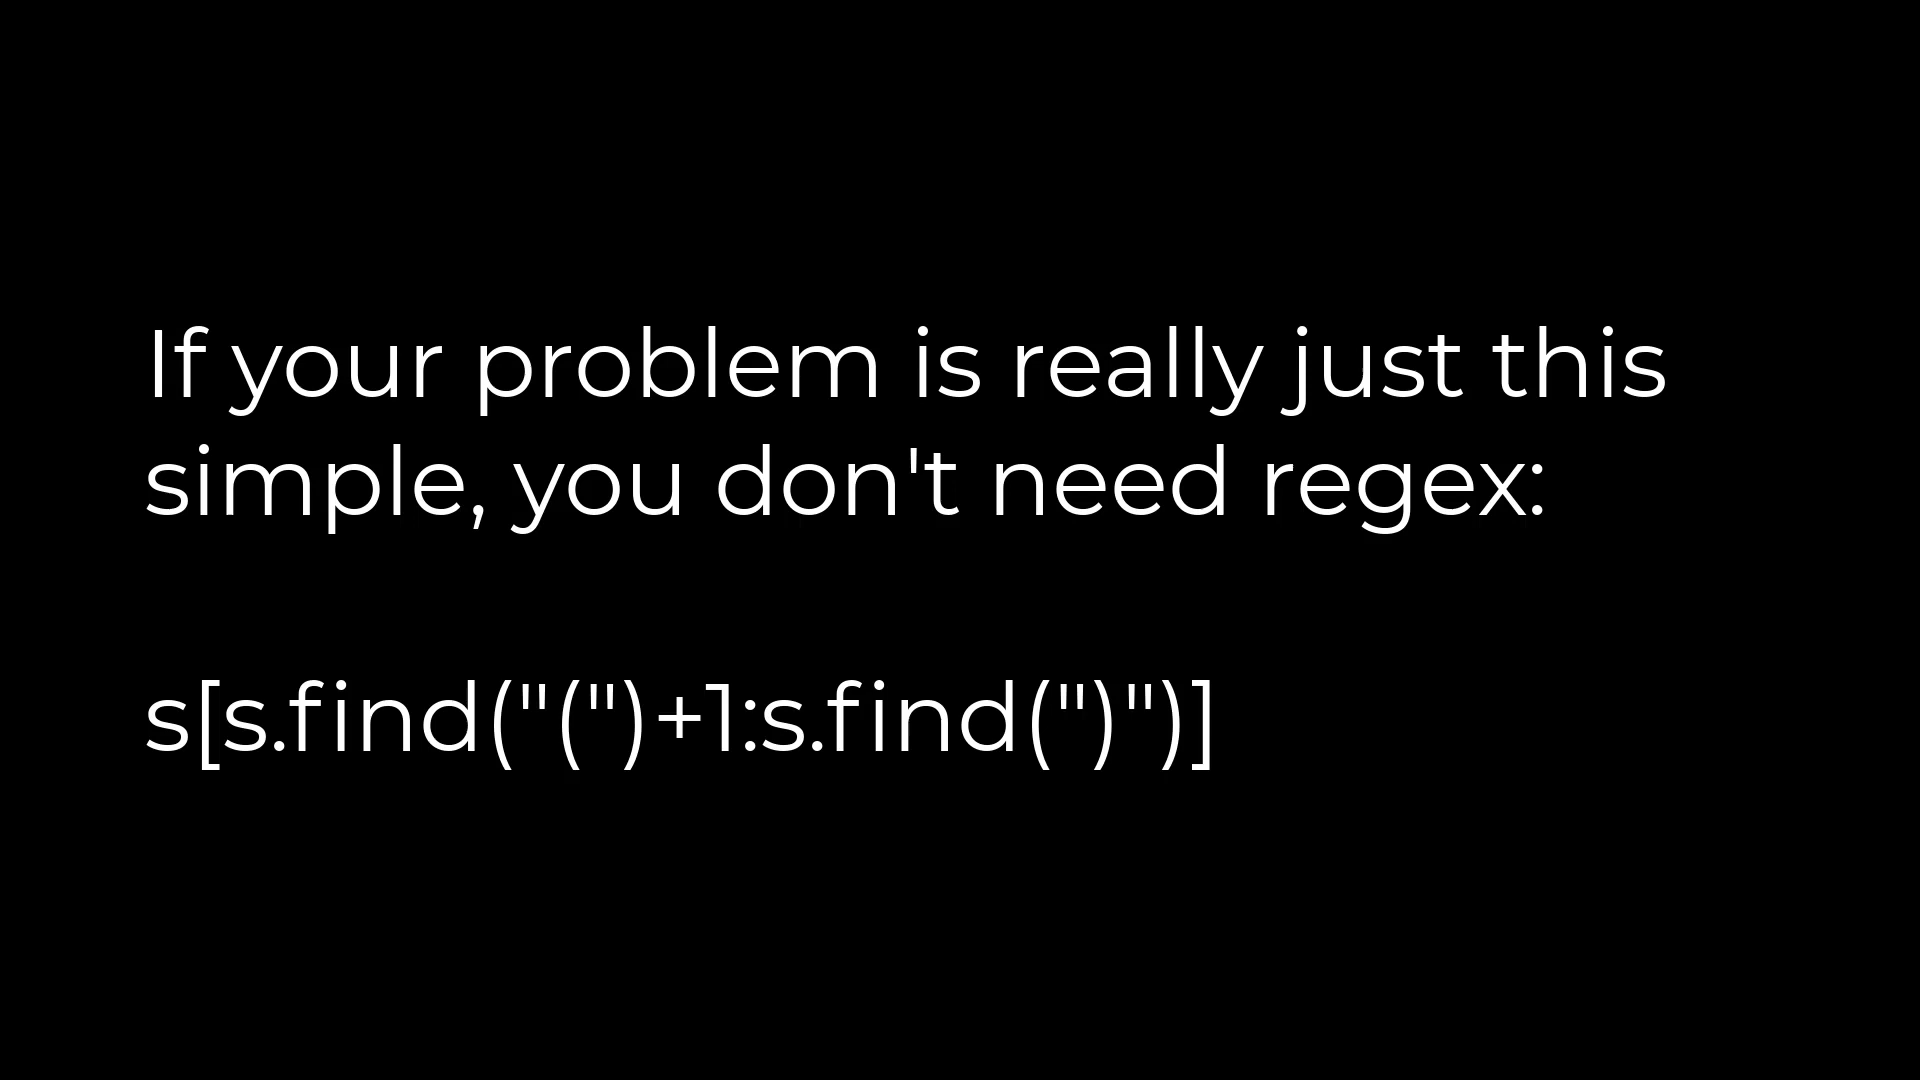 If your problem is really just this
simple, you don't need regex:
s[s.find("(")+1:s.find(")")]